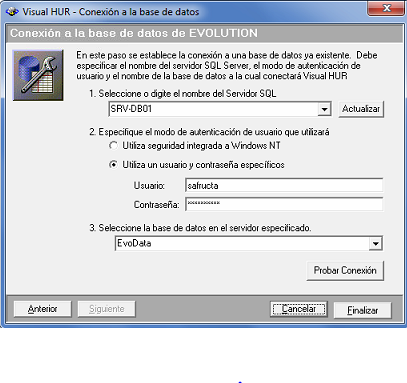 Visual HUR - Conexión a la base de datos
Conexión a la base de datos de EVOLUTION
En este paso se establece la conexión a una base de datos ya existente. Debe
especificar el nombre del servidor SQL Server, el modo de autenticación de
usuario y el nombre de la base de datos a la cual conectará Visual HUR
1. Seleccione o digite el nombre del Servidor SQL
SRV-DB01
Actualizar
2. Especifique el modo de autenticación de usuario que utilizará
Utiliza seguridad integrada a Windows NT
Utiliza un usuario y contraseña específicos
Usuario:
safructa
Contraseña:
**********
3. Seleccione la base de datos en el servidor especificado.
EvoData
Probar Conexión
Anterior
Siguiente
Cancelar
Finalizar